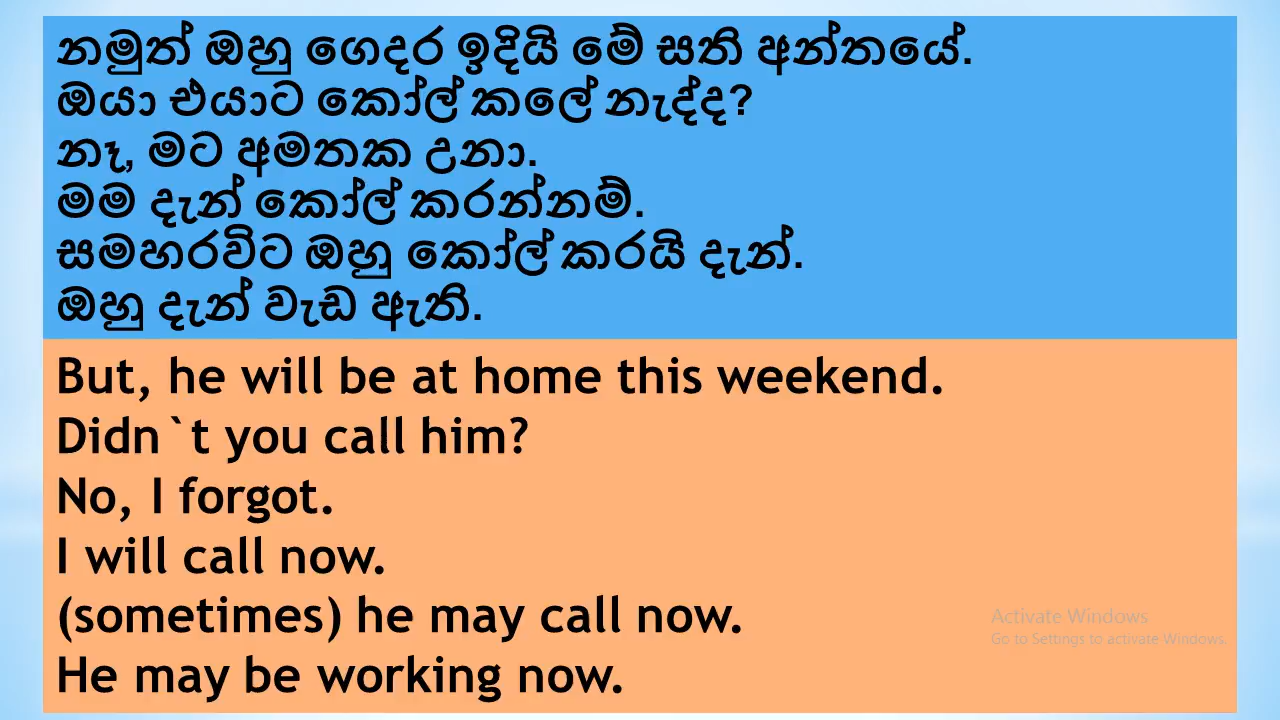 නමුත් ඔහු ගෙදර ඉදියි මේ සති අන්තයේ.
ඔයා එයාට කෝල් කලේ නැද්ද?
නෑ, මට අමතක උනා.
මම දැන් කෝල් කරන්නම්.
සමහරවිට ඔහු කෝල් කරයි දැන්.
ඔහු දැන් වැඩ ඇති.
But, he will be at home this weekend.
Didn`t you call him?
No, I forgot.
I will call now.
(sometimes) he may call now.
He may be working now.
Activate Windows
Go to Settings to activate Windows.